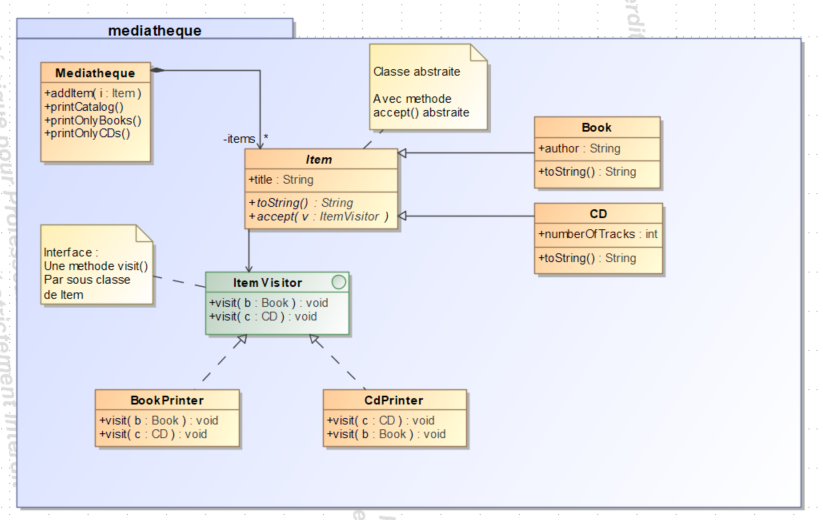 mediatheque
Mediatheque
+addItem( i : Item )
+printCatalog()
+printOnlyBooks()
+printOnlyCDs()
Classe abstraite
Avec methode
accept() abstraite
-items *
Item
+title : String
+toString() : String
+accept( v : ItemVisitor )
Book
+author : String
+toString() : String
CD
+numberOfTracks : int
+toString() : String
Interface :
Une methode visit()
Par sous classe
de Item
ItemVisitor
+visit( b : Book ) : void
+visit( c : CD ) : void
BookPrinter
+visit( b : Book ) : void
+visit( c : CD ) : void
CdPrinter
+visit( c : CD ) : void
+visit( b : Book ) : void